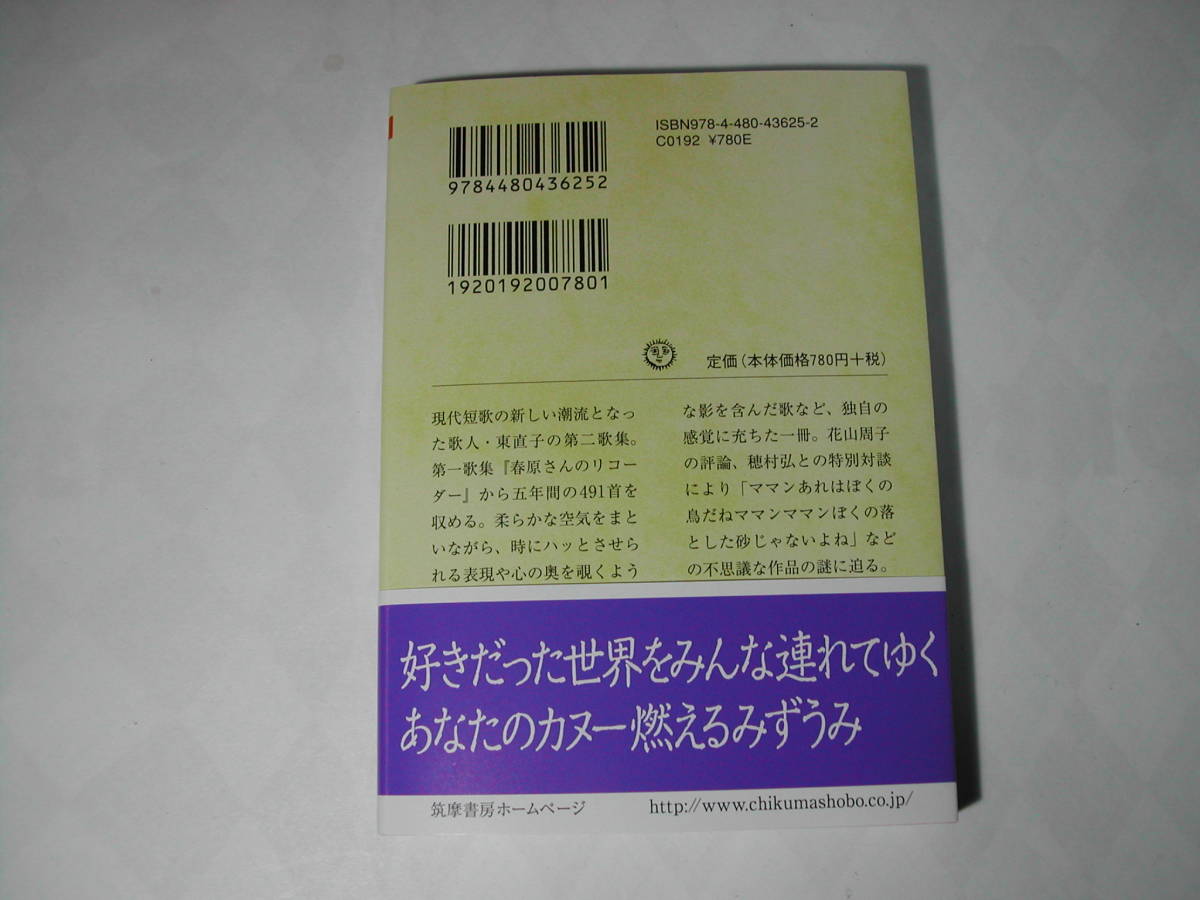 ISBN978-4-480-43625-2
C0192 ¥780E
9784480436252
1920192007801
定価(本体価格780円+税)
現代短歌の新しい潮流となっ
た歌人・東直子の第二歌集。
第一歌集『春原さんのリコー
ダー』から五年間の491首を
収める。柔らかな空気をまと
いながら、時にハッとさせら
れる表現や心の奥を覗くよう
な影を含んだ歌など、独自の
感覚に充ちた一冊。花山周子
の評論、穂村弘との特別対談
により「ママンあれはぼくの
鳥だねママンママンぼくの落
とした砂じゃないよね」など
の不思議な作品の謎に迫る。
好きだった世界をみんな連れてゆく
あなたのカヌー燃えるみずうみ
筑摩書房ホームページ http://www.chikumashobo.co.jp/